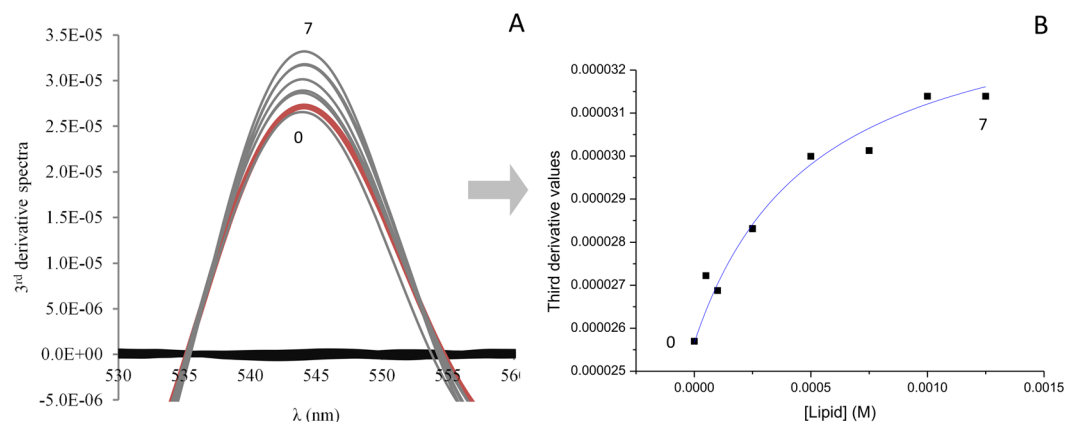 A
7
3.5E-05
3.0E-05
2.5E-05
2.0E-05
1.5E-05
1.0E-05
5.0E-06
0.0E+00
-5.0E-06
0
530
535
540
545
550
555
560
3rd derivative spectra
λ (nm)
B
0.000032
0.000031
0.000030
0.000029
0.000028
0.000027
0.000026
0.000025
Third derivative values
7
0
0.0000
0.0005
0.0010
0.0015
[Lipid] (M)